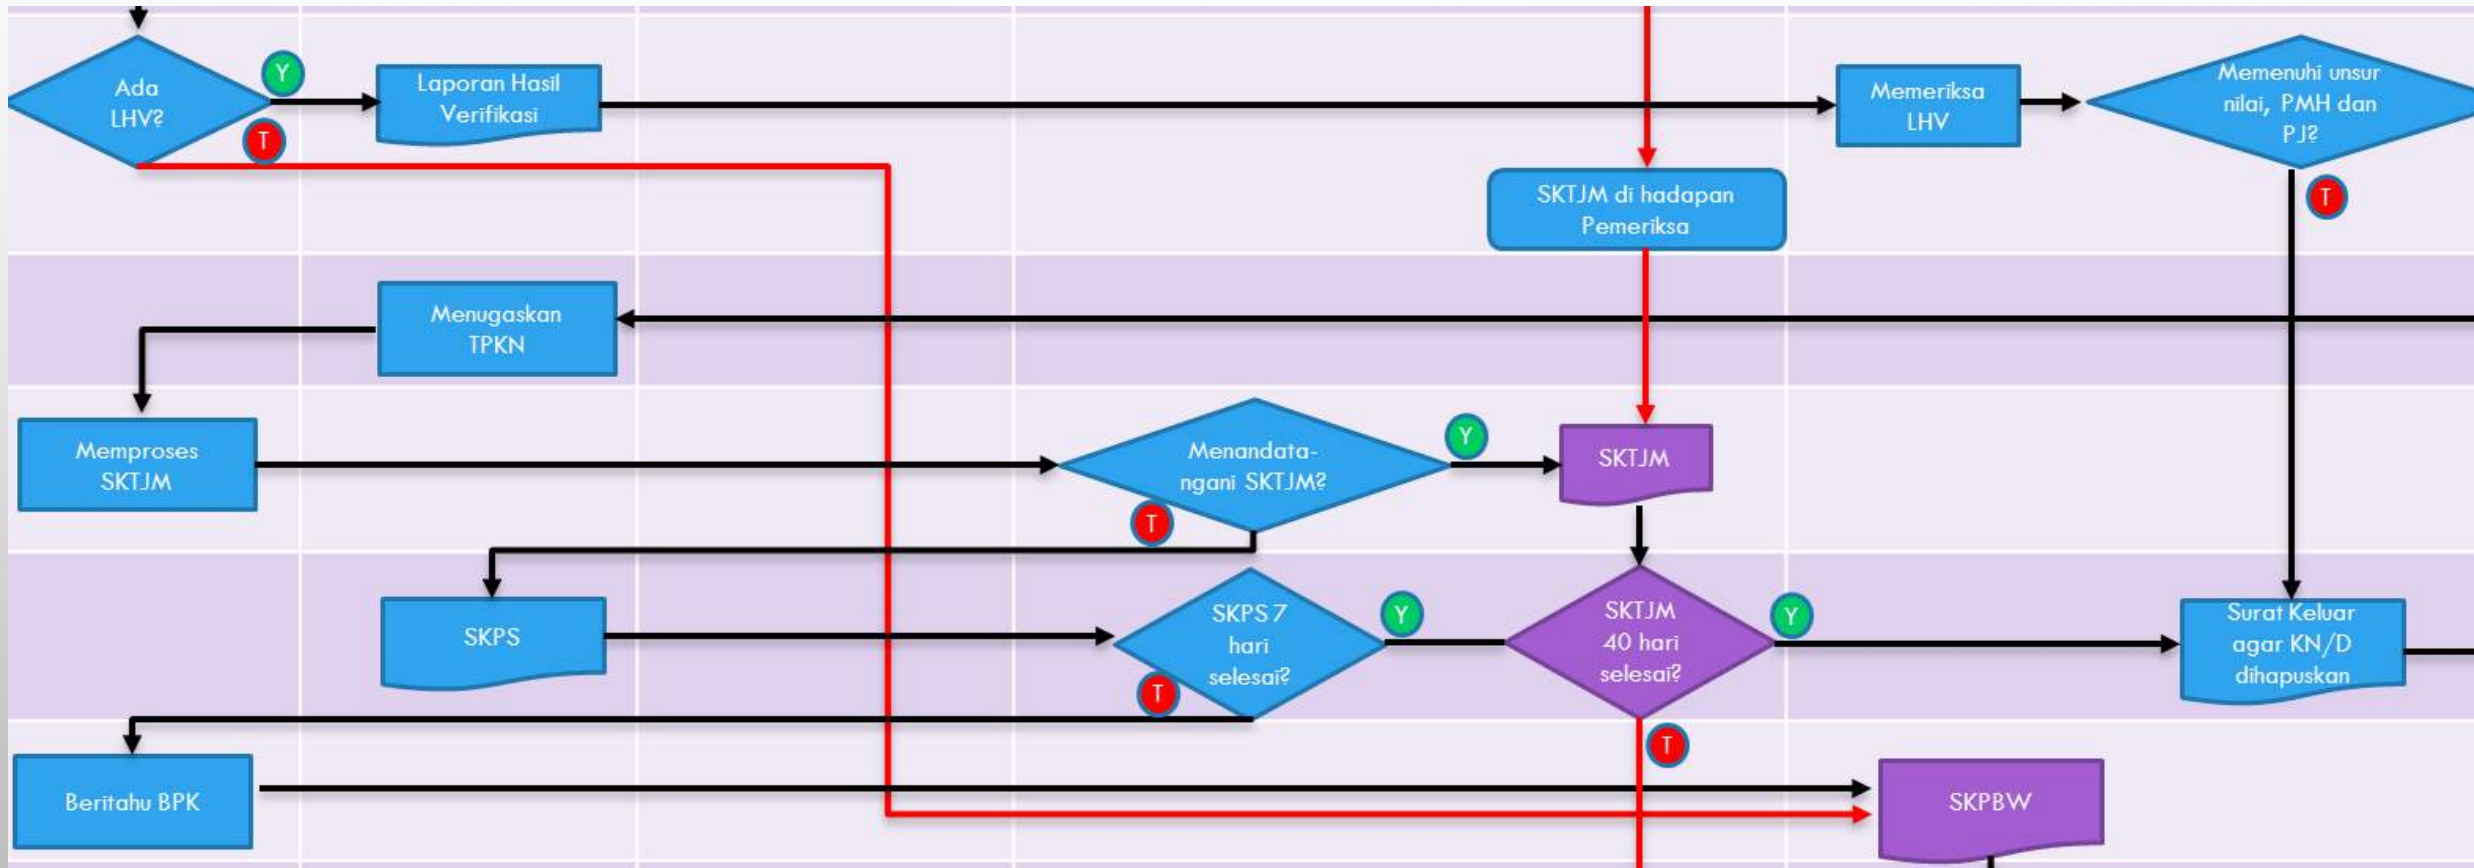 Ada
LHV?
Y
T
Laporan Hasil
Verifikasi
Memeriksa
LHV
Memenuhi unsur
nilai, PMH dan
PJ?
T
SKTJM di hadapan
Pemeriksa
Menugaskan
TPKN
Memproses
SKTJM
Menandata-
ngani SKTJM?
Y
T
SKTJM
SKPS
SKPS 7
hari
selesai?
Y
T
SKTJM
40 hari
selesai?
Y
T
Surat Keluar
agar KN/D
dihapuskan
Beritahu BPK
SKPBW